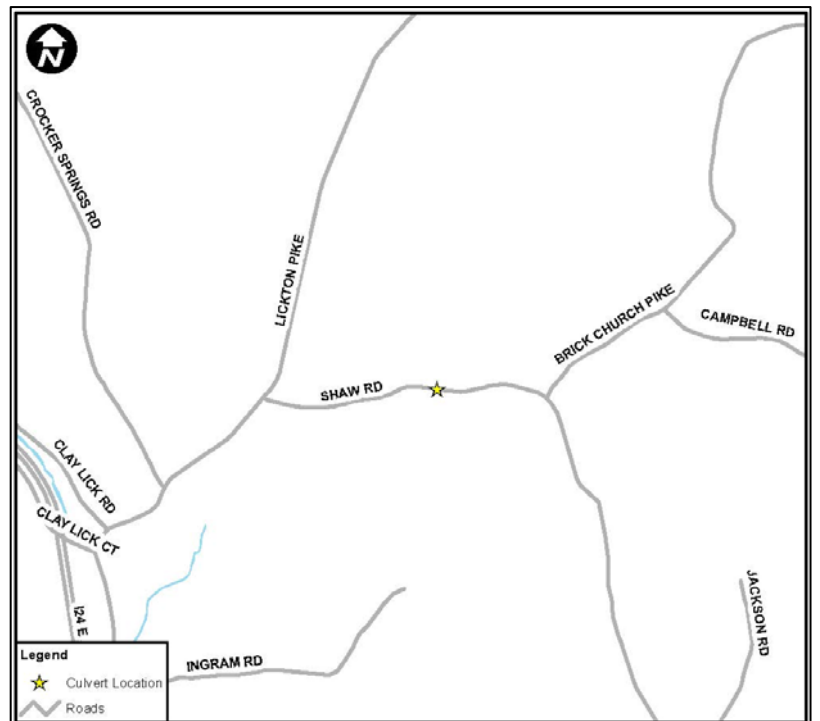 N
CROCKER SPRINGS RD
LICKTON PIKE
BRICK CHURCH PIKE
CAMPBELL RD
SHAW RD
CLAY LICK RD
CLAY LICK CT
I24 E
JACKSON RD
INGRAM RD
Legend
Culvert Location
Roads